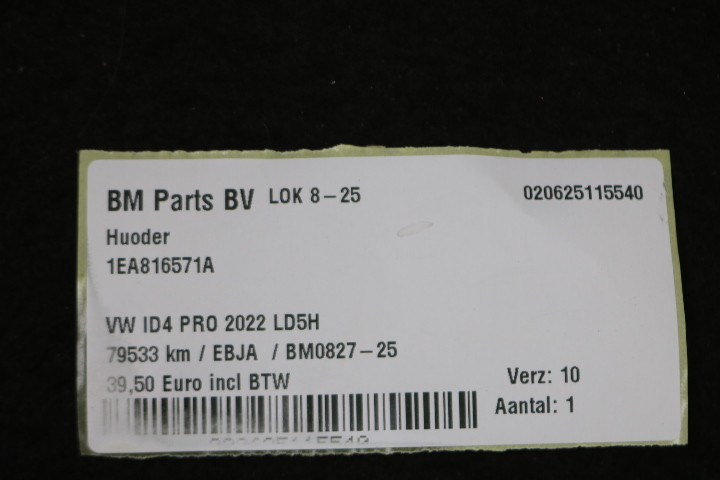 BM Parts BV LOK 8-25 020625115540
Huoder
1EA816571A
VW ID4 PRO 2022 LD5H
79533 km / EBJA / BM0827-25
39,50 Euro incl BTW
Verz: 10
Aantal: 1